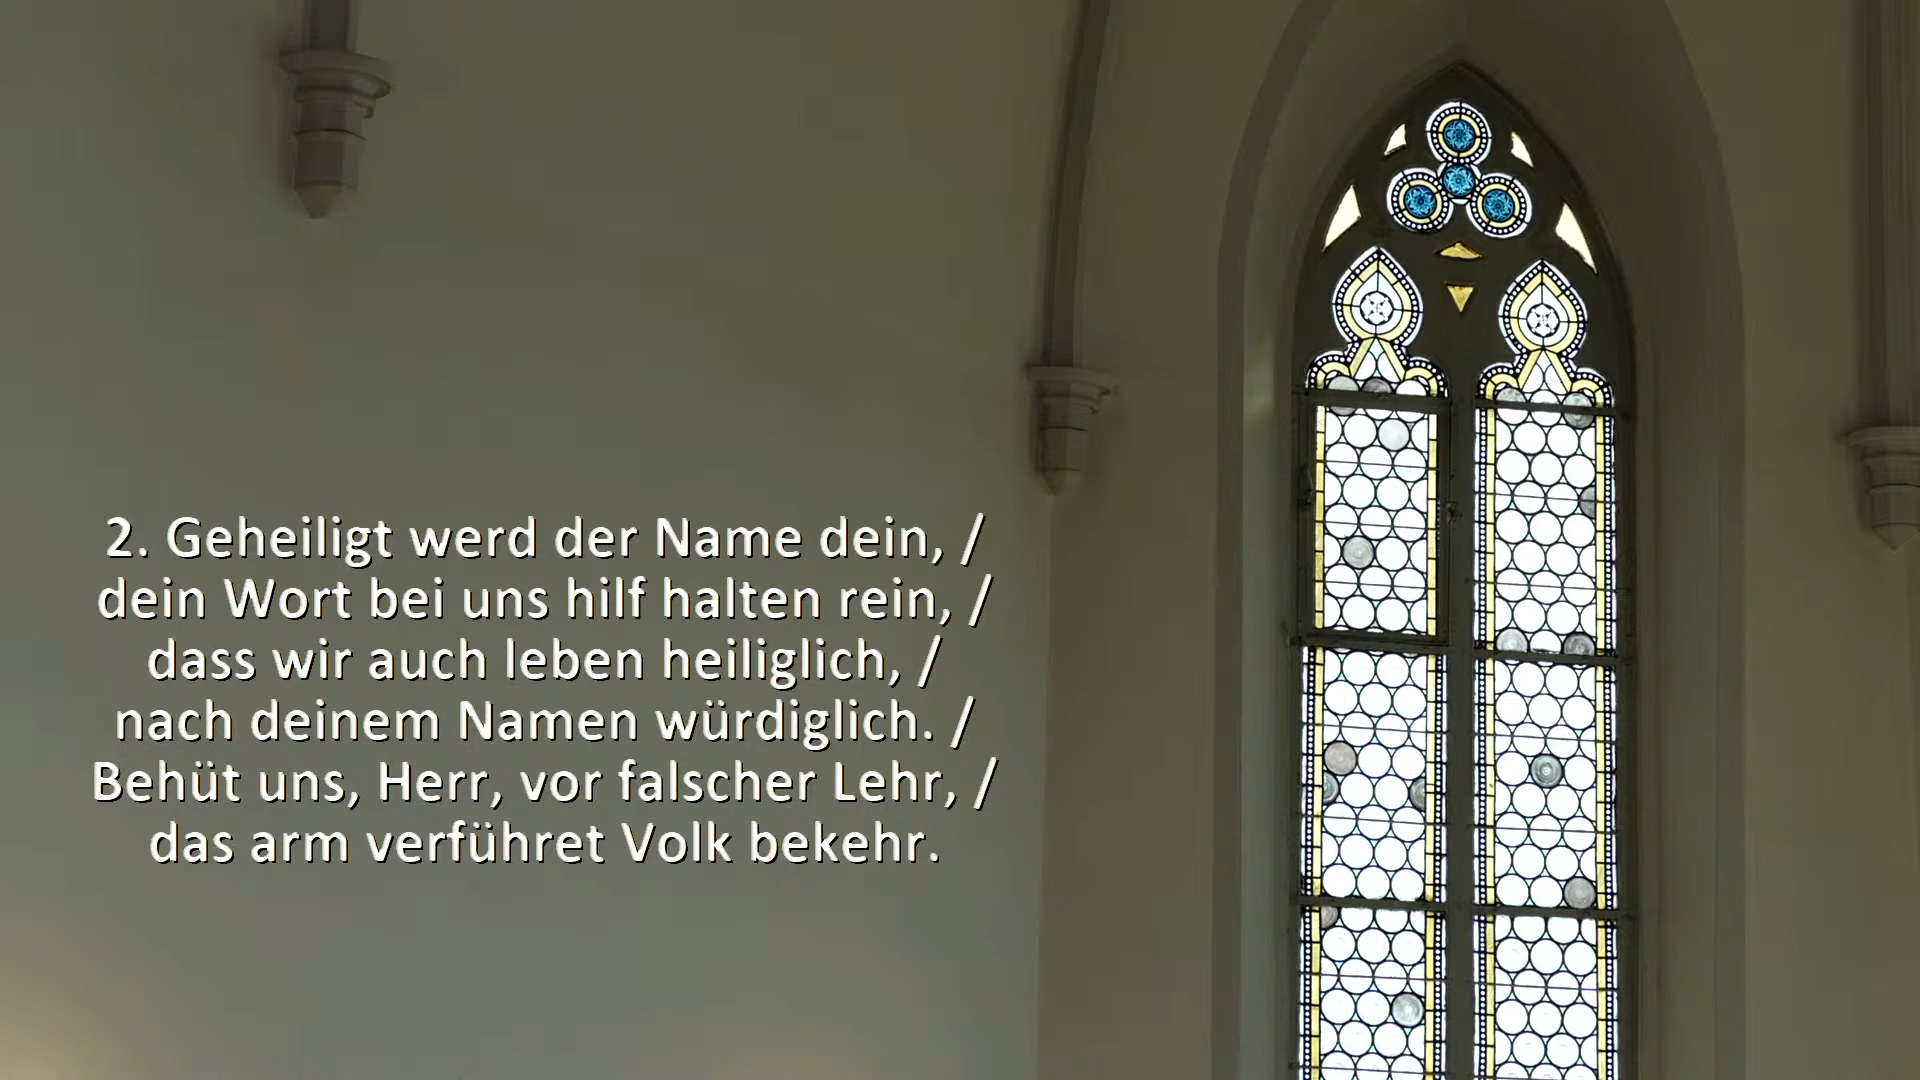 2. Geheiligt werd der Name dein, /
dein Wort bei uns hilf halten rein, /
dass wir auch leben heiliglich, /
nach deinem Namen würdiglich. /
Behüt uns, Herr, vor falscher Lehr, /
das arm verführet Volk bekehr.